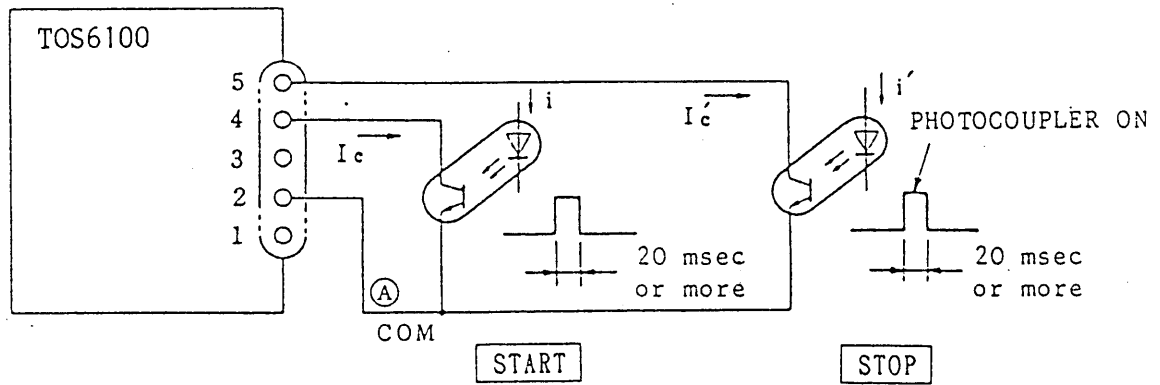 TOS6100
5
4
3
2
1
Ic
i
Ic′
i′
PHOTOCOUPLER ON
20 msec
or more
20 msec
or more
A
COM
START
STOP